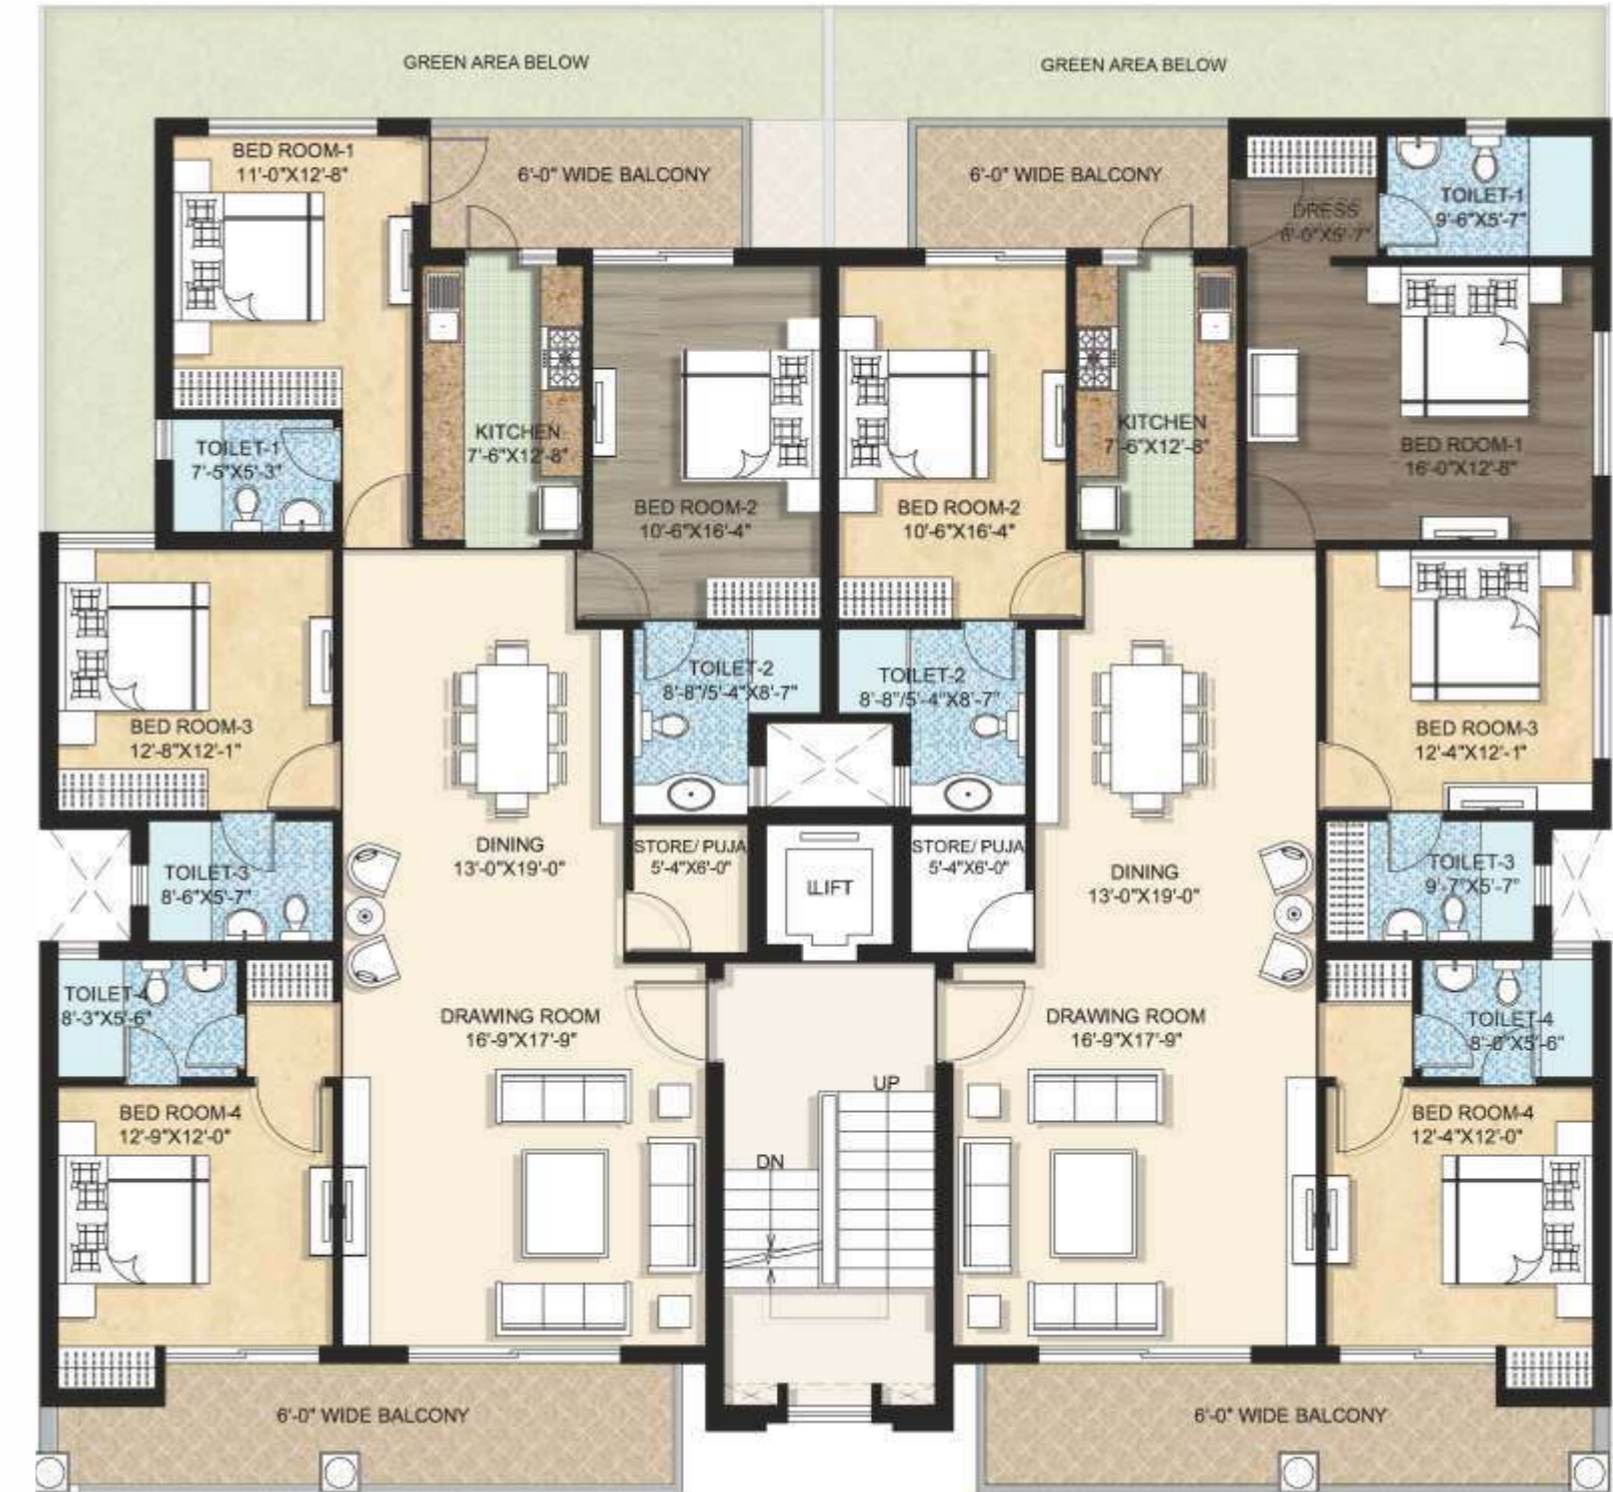 GREEN AREA BELOW
GREEN AREA BELOW
BED ROOM-1
11'-0"X12'-8"
6'-0" WIDE BALCONY
6'-0" WIDE BALCONY
TOILET-1
9'-6"X5'-7"
DRESS
TOILET-1
7'-5"X5'-3"
KITCHEN
7'-6"X12'-8"
BED ROOM-2
10'-6"X16'-4"
BED ROOM-2
10'-6"X16'-4"
KITCHEN
7'-6"X12'-8"
BED ROOM-1
16'-0"X12'-8"
BED ROOM-3
12'-8"X12'-1"
TOILET-2
8'-8"/5'-4"X8'-7"
TOILET-2
8'-8"/5'-4"X8'-7"
BED ROOM-3
12'-4"X12'-1"
DINING
13'-0"X19'-0"
STORE/ PUJA
5'-4"X6'-0"
LIFT
STORE/ PUJA
5'-4"X6'-0"
DINING
13'-0"X19'-0"
TOILET-3
8'-6"X5'-7"
TOILET-3
9'-7"X5'-7"
TOILET-4
8'-3"X5'-6"
DRAWING ROOM
16'-9"X17'-9"
DRAWING ROOM
16'-9"X17'-9"
TOILET-4
UP
DN
BED ROOM-4
12'-9"X12'-0"
BED ROOM-4
12'-4"X12'-0"
6'-0" WIDE BALCONY
6'-0" WIDE BALCONY